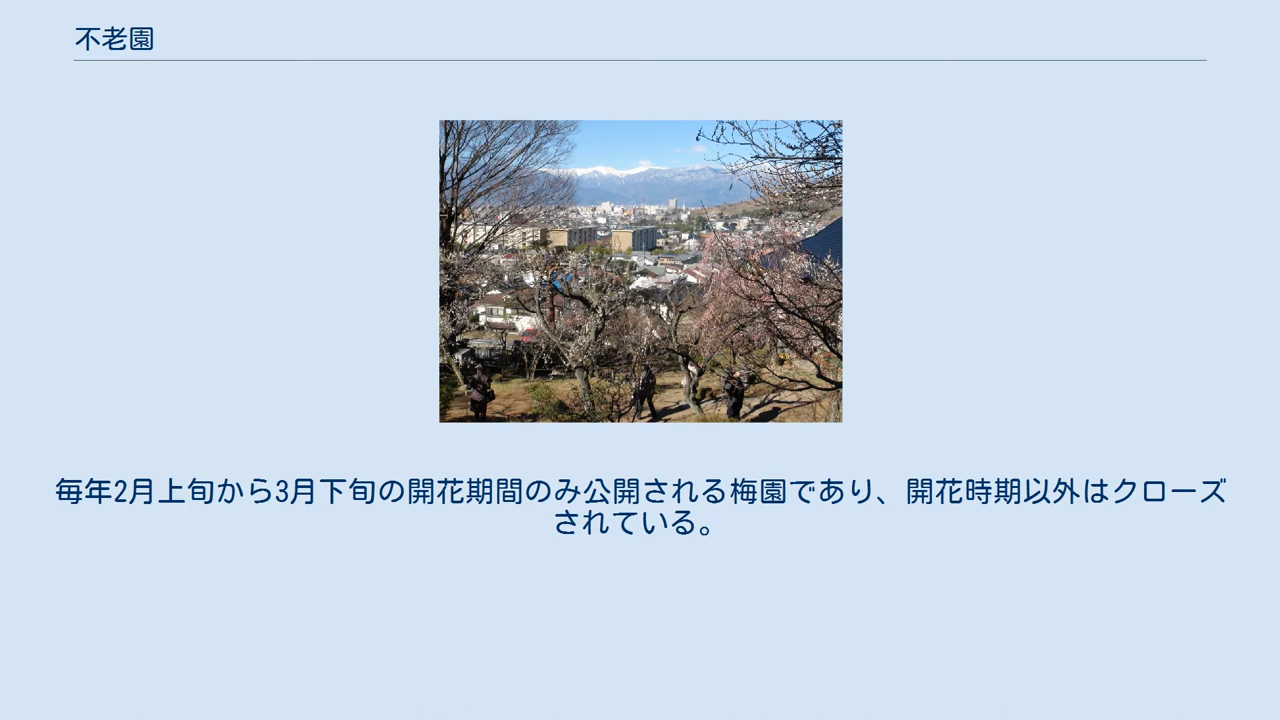 不老園
毎年2月上旬から3月下旬の開花期間のみ公開される梅園であり、開花時期以外はクローズ
されている。